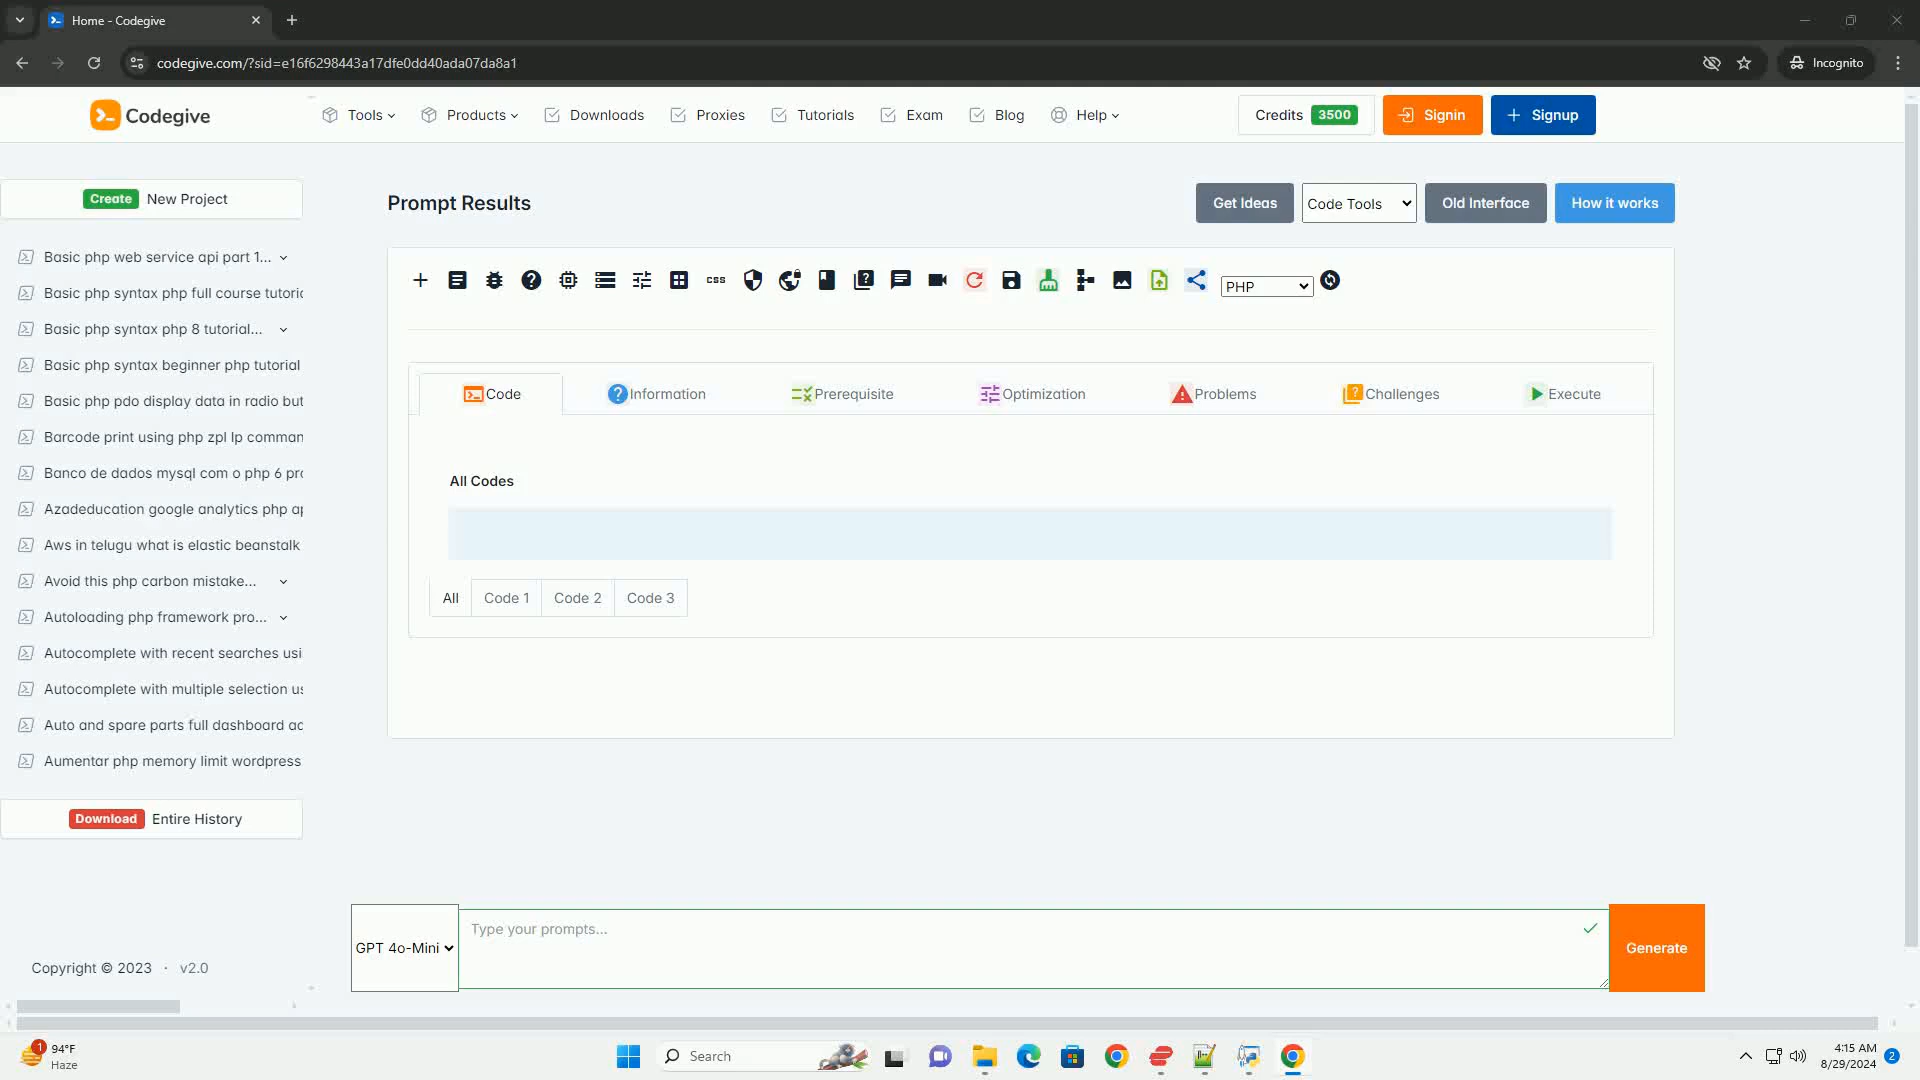 Home - Codegive
codegive.com/?sid=e16f6298443a17dfe0dd40ada07da8a1
Incognito
Codegive
Tools
Products
Downloads
Proxies
Tutorials
Exam
Blog
Help
Credits 3500
Signin
Signup
Create New Project
Basic php web service api part 1...
Basic php syntax php full course tutori
Basic php syntax php 8 tutorial...
Basic php syntax beginner php tutorial
Basic php pdo display data in radio but
Barcode print using php zpl lp comman
Banco de dados mysql com o php 6 pro
Azadeducation google analytics php ap
Aws in telugu what is elastic beanstalk
Avoid this php carbon mistake...
Autoloading php framework pro...
Autocomplete with recent searches usi
Autocomplete with multiple selection us
Auto and spare parts full dashboard ad
Aumentar php memory limit wordpress
Download Entire History
Copyright © 2023 · v2.0
Prompt Results
Get Ideas
Code Tools
Old Interface
How it works
css
PHP
Code
Information
Prerequisite
Optimization
Problems
Challenges
Execute
All Codes
All
Code 1
Code 2
Code 3
GPT 4o-Mini
Type your prompts...
Generate
1
94°F
Haze
Search
4:15 AM
8/29/2024
2